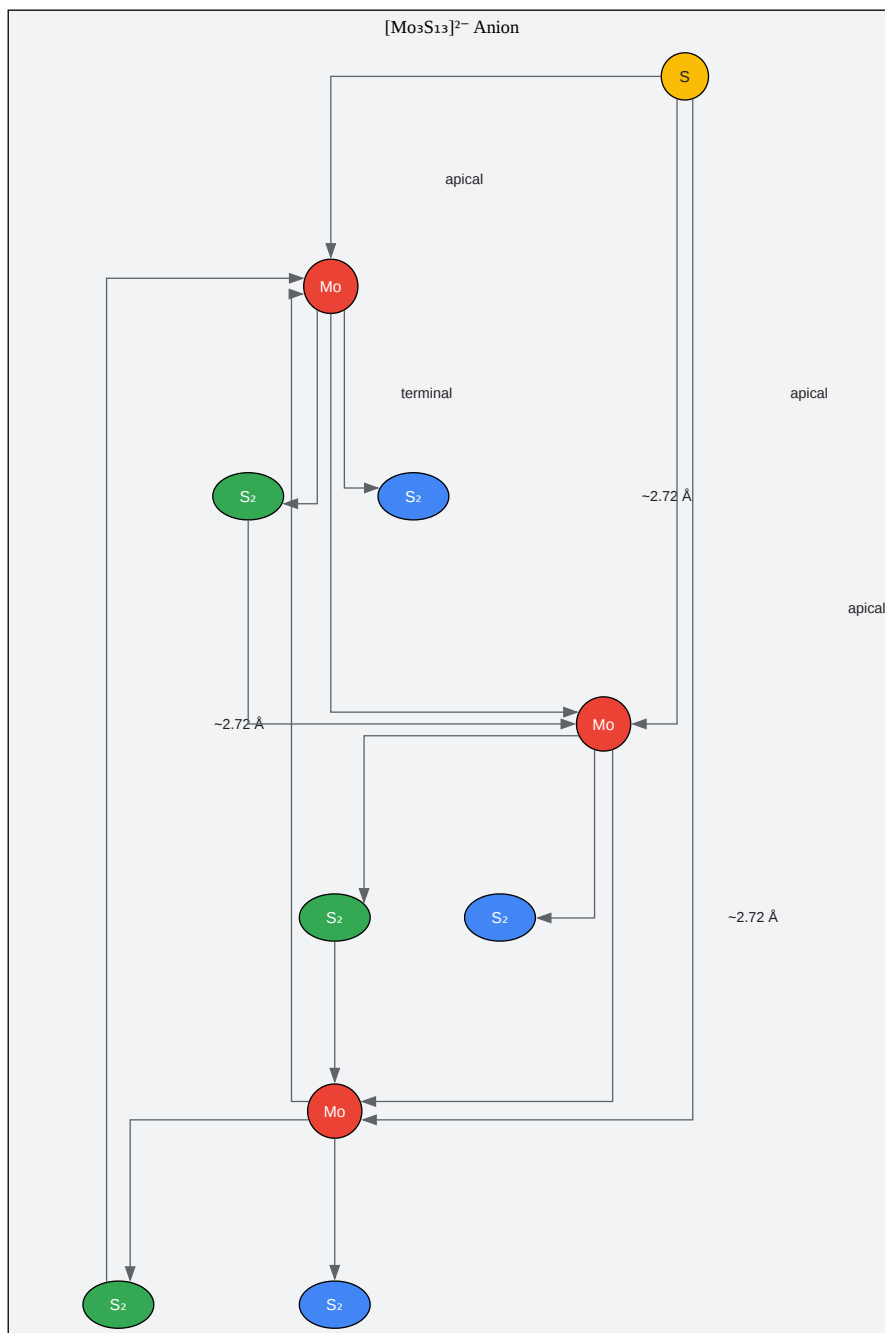 [Mo₃S₁₃]²⁻ Anion
S
apical
Mo
terminal
apical
S₂
S₂
~2.72 Å
apical
Mo
~2.72 Å
S₂
S₂
~2.72 Å
Mo
S₂
S₂